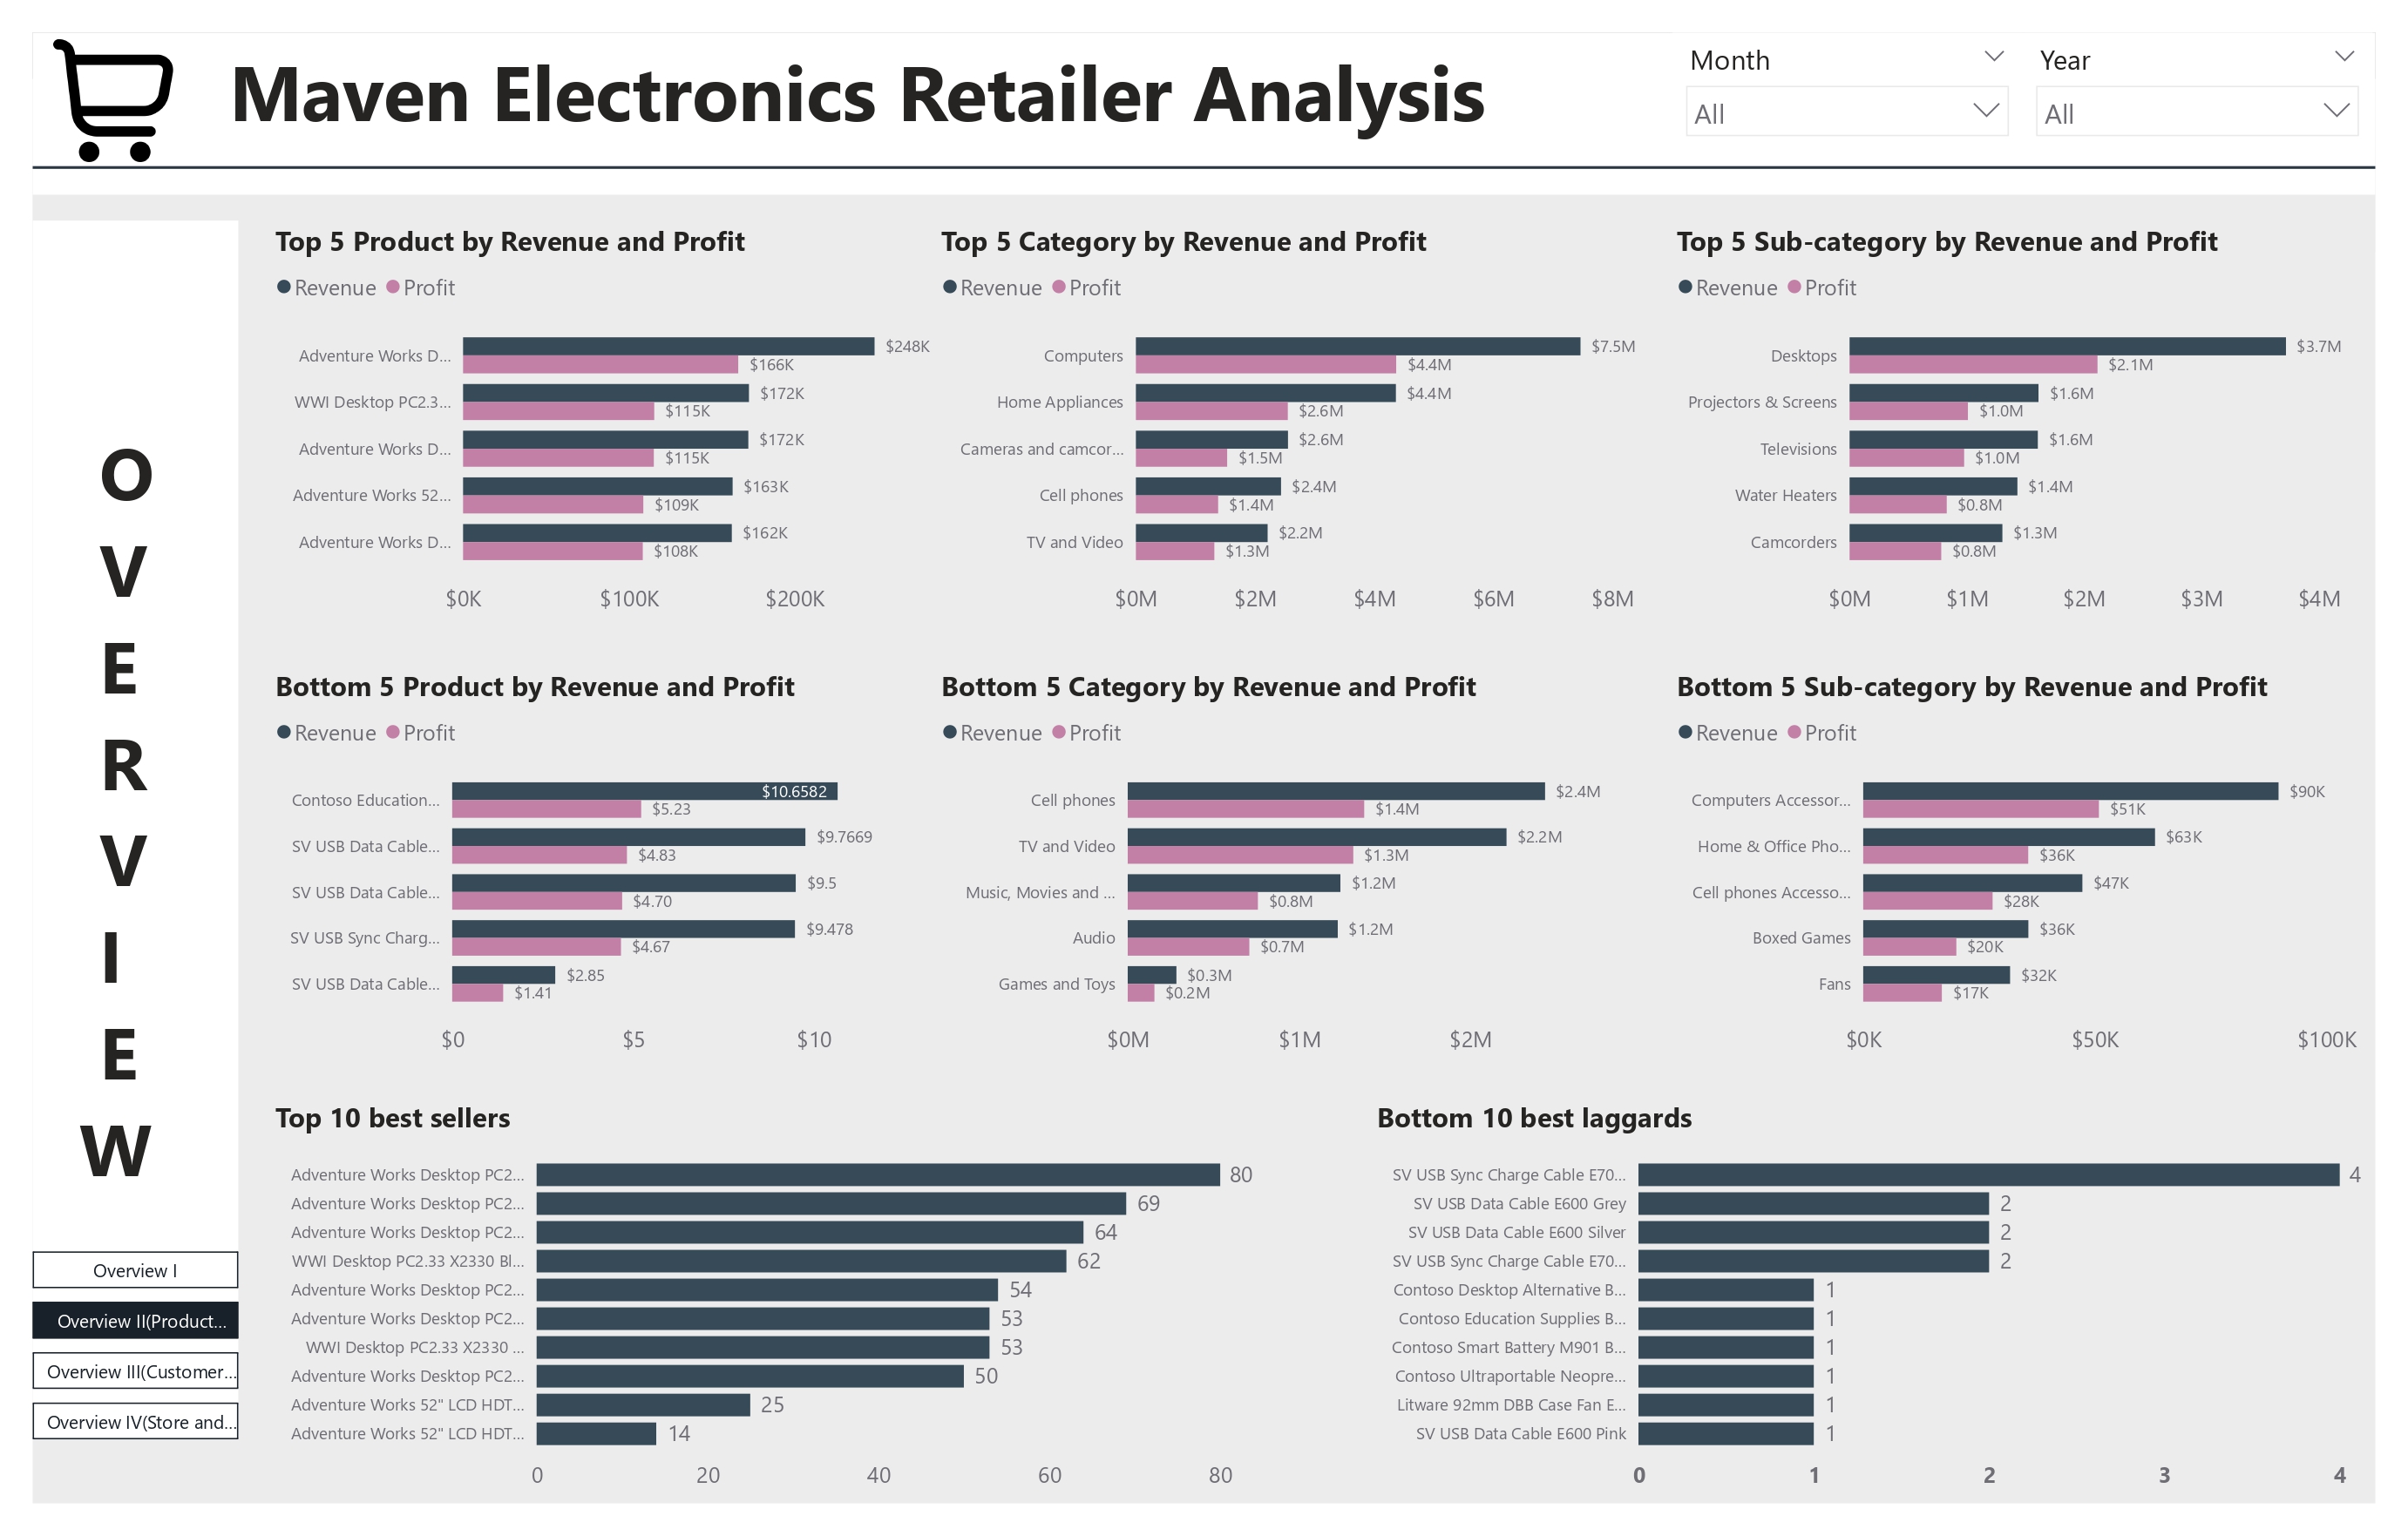 Maven Electronics Retailer Analysis
Month
All
Year
All
O
V
E
R
V
I
E
W
Overview I
Overview II(Product...
Overview III(Customer...
Overview IV(Store and...
Top 5 Product by Revenue and Profit
Revenue Profit
Adventure Works D... $248K
$166K
WWI Desktop PC2.3... $172K
$115K
Adventure Works D... $172K
$115K
Adventure Works 52... $163K
$109K
Adventure Works D... $162K
$108K
$0K $100K $200K
Top 5 Category by Revenue and Profit
Revenue Profit
Computers $7.5M
$4.4M
Home Appliances $4.4M
$2.6M
Cameras and camcor... $2.6M
$1.5M
Cell phones $2.4M
$1.4M
TV and Video $2.2M
$1.3M
$0M $2M $4M $6M $8M
Top 5 Sub-category by Revenue and Profit
Revenue Profit
Desktops $3.7M
$2.1M
Projectors & Screens $1.6M
$1.0M
Televisions $1.6M
$1.0M
Water Heaters $1.4M
$0.8M
Camcorders $1.3M
$0.8M
$0M $1M $2M $3M $4M
Bottom 5 Product by Revenue and Profit
Revenue Profit
Contoso Education... $10.6582
$5.23
SV USB Data Cable... $9.7669
$4.83
SV USB Data Cable... $9.5
$4.70
SV USB Sync Charg... $9.478
$4.67
SV USB Data Cable... $2.85
$1.41
$0 $5 $10
Bottom 5 Category by Revenue and Profit
Revenue Profit
Cell phones $2.4M
$1.4M
TV and Video $2.2M
$1.3M
Music, Movies and ... $1.2M
$0.8M
Audio $1.2M
$0.7M
Games and Toys $0.3M
$0.2M
$0M $1M $2M
Bottom 5 Sub-category by Revenue and Profit
Revenue Profit
Computers Accessor... $90K
$51K
Home & Office Pho... $63K
$36K
Cell phones Accesso... $47K
$28K
Boxed Games $36K
$20K
Fans $32K
$17K
$0K $50K $100K
Top 10 best sellers
Adventure Works Desktop PC2... 80
Adventure Works Desktop PC2... 69
Adventure Works Desktop PC2... 64
WWI Desktop PC2.33 X2330 Bl... 62
Adventure Works Desktop PC2... 54
Adventure Works Desktop PC2... 53
WWI Desktop PC2.33 X2330 ... 53
Adventure Works Desktop PC2... 50
Adventure Works 52" LCD HDT... 25
Adventure Works 52" LCD HDT... 14
0 20 40 60 80
Bottom 10 best laggards
SV USB Sync Charge Cable E70... 4
SV USB Data Cable E600 Grey 2
SV USB Data Cable E600 Silver 2
SV USB Sync Charge Cable E70... 2
Contoso Desktop Alternative B... 1
Contoso Education Supplies B... 1
Contoso Smart Battery M901 B... 1
Contoso Ultraportable Neopre... 1
Litware 92mm DBB Case Fan E... 1
SV USB Data Cable E600 Pink 1
0 1 2 3 4